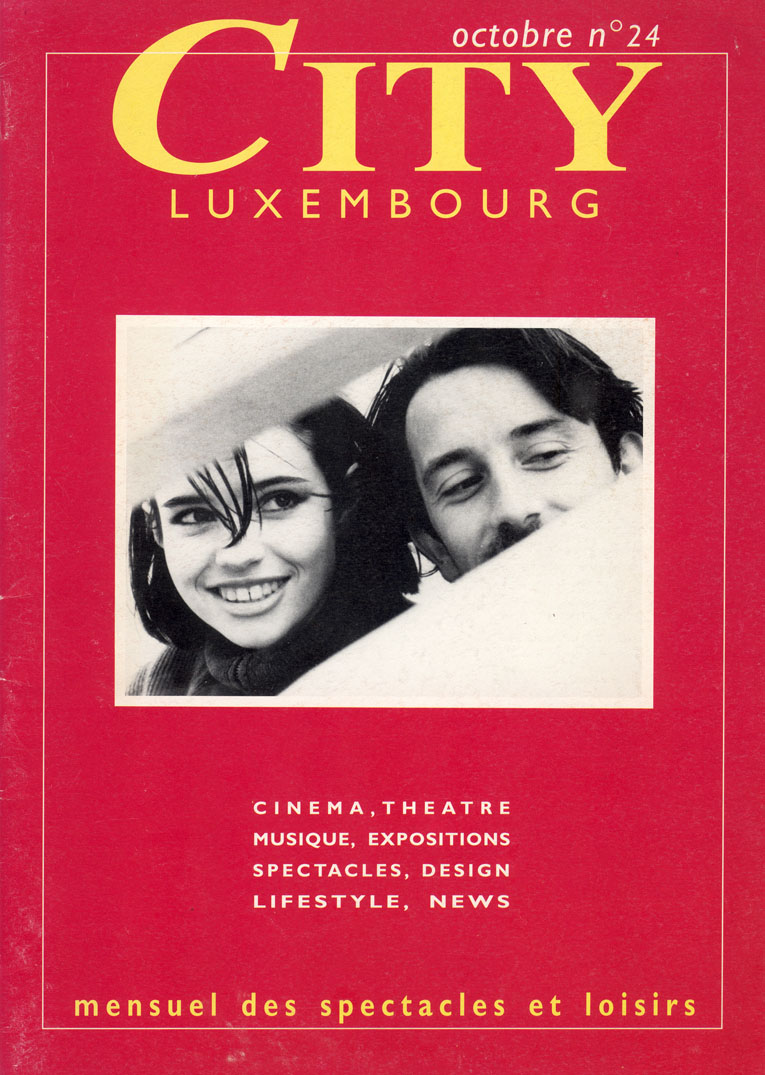 octobre n°24
CITY
LUXEMBOURG
CINEMA, THEATRE
MUSIQUE, EXPOSITIONS
SPECTACLES, DESIGN
LIFESTYLE, NEWS
mensuel des spectacles et loisirs